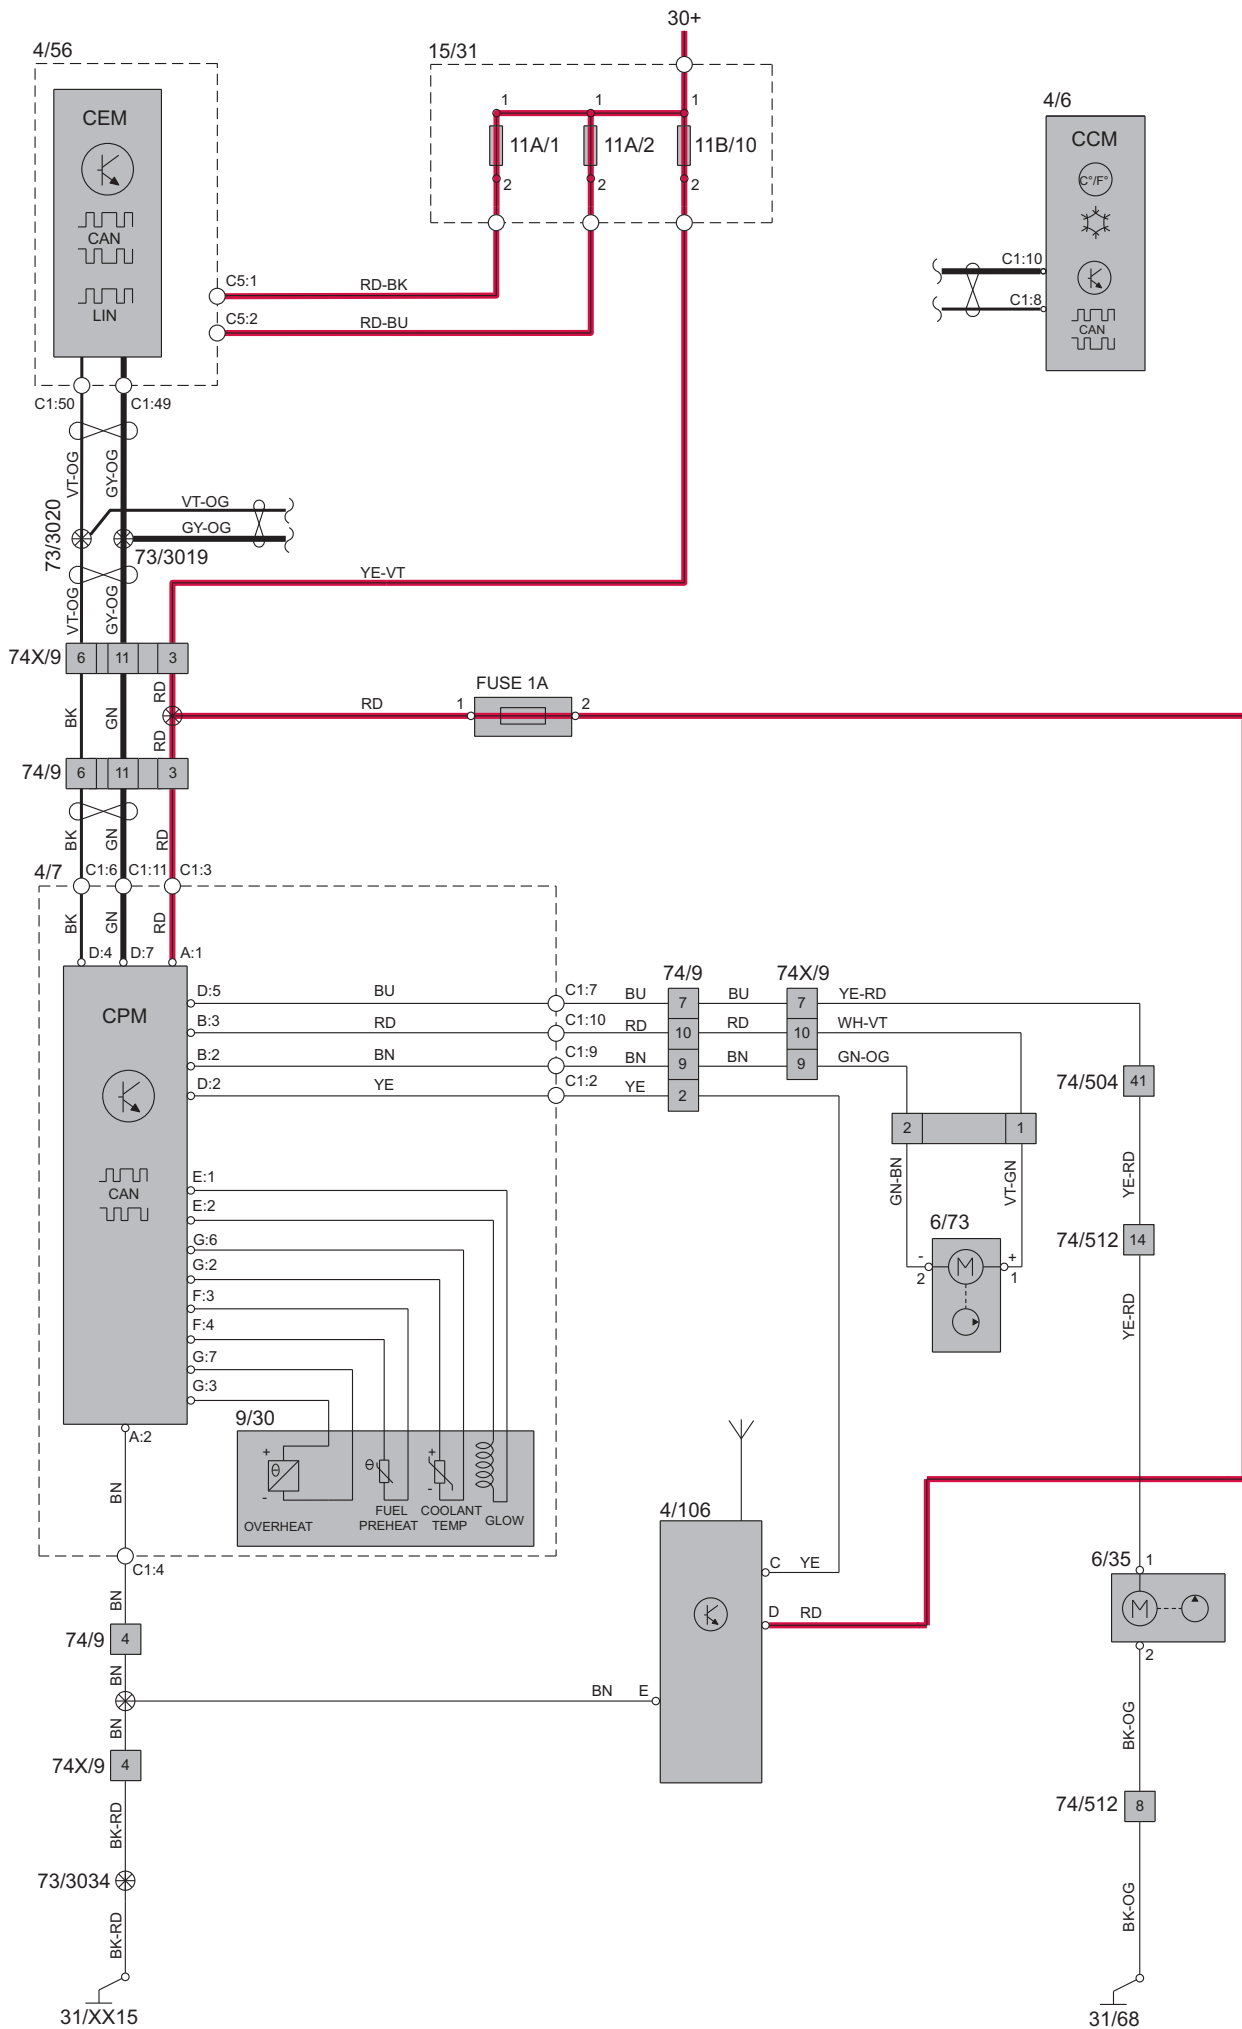 30+
4/56
15/31
4/6
CEM
CAN
LIN
1
1
1
11A/1
11A/2
11B/10
2
2
2
CCM
C°/F°
CAN
C1:10
C1:8
C5:1
RD-BK
C5:2
RD-BU
C1:50
C1:49
VT-OG
GY-OG
VT-OG
GY-OG
73/3020
73/3019
YE-VT
VT-OG
GY-OG
74X/9
6
11
3
FUSE 1A
RD
1
2
BK
GN
RD
RD
74/9
6
11
3
BK
GN
RD
4/7
C1:6
C1:11
C1:3
BK
GN
RD
D:4
D:7
A:1
CPM
CAN
74/9
74X/9
D:5
BU
C1:7
BU
7
BU
7
YE-RD
B:3
RD
C1:10
RD
10
RD
10
WH-VT
B:2
BN
C1:9
BN
9
BN
9
GN-OG
D:2
YE
C1:2
YE
2
74/504
41
2
1
GN-BN
VT-GN
YE-RD
E:1
E:2
G:6
G:2
F:3
F:4
G:7
G:3
6/73
-
2
M
+
1
74/512
14
YE-RD
A:2
9/30
+
θ
-
OVERHEAT
θ
FUEL
PREHEAT
+
-
COOLANT
TEMP
GLOW
BN
C1:4
4/106
C
YE
D
RD
6/35
1
M
2
BN
74/9
4
BN
BN
E
BN
74X/9
4
BK-OG
74/512
8
BK-RD
73/3034
BK-RD
BK-OG
31/XX15
31/68